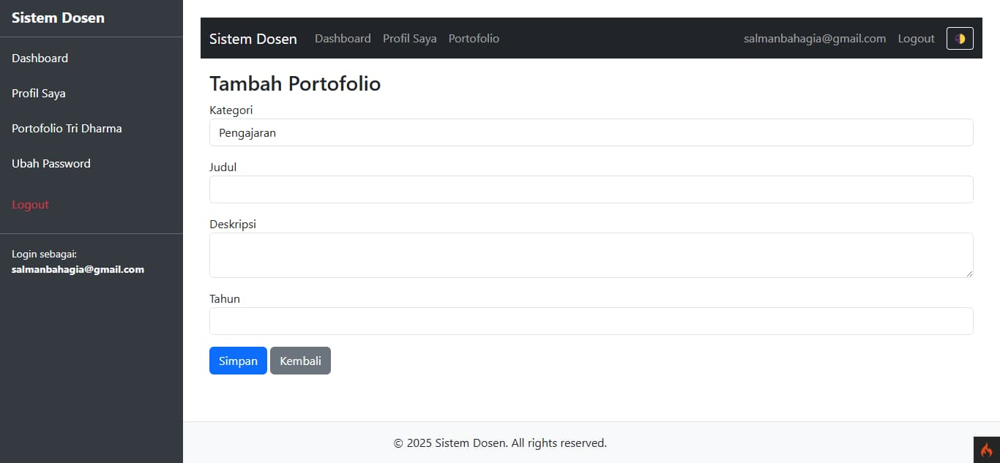 Sistem Dosen
Dashboard
Profil Saya
Portofolio Tri Dharma
Ubah Password
Logout
Login sebagai:
salmanbahagia@gmail.com
Sistem Dosen Dashboard Profil Saya Portofolio salmanbahagia@gmail.com Logout
Tambah Portofolio
Kategori
Pengajaran
Judul
Deskripsi
Tahun
Simpan Kembali
© 2025 Sistem Dosen. All rights reserved.